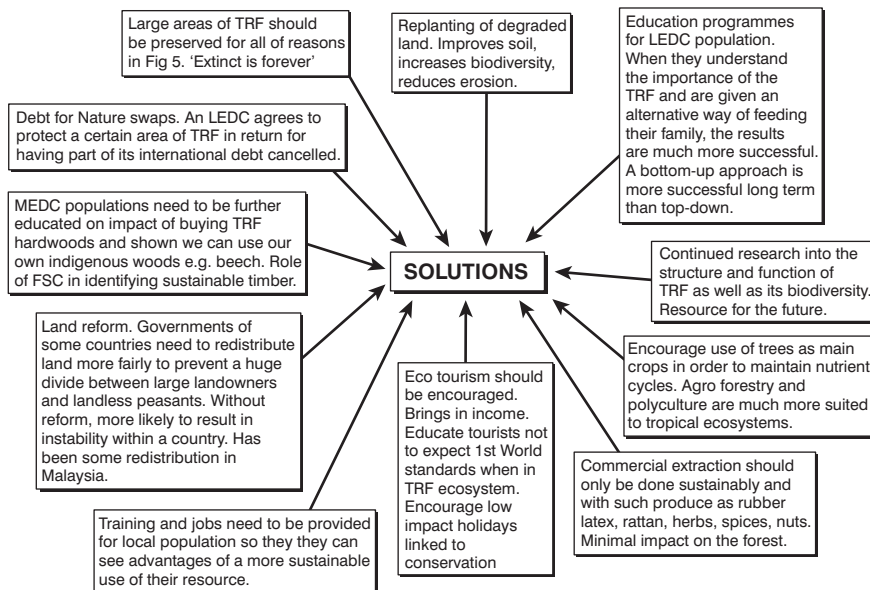 Large areas of TRF should
be preserved for all of reasons
in Fig 5. ‘Extinct is forever’
Replanting of degraded
land. Improves soil,
increases biodiversity,
reduces erosion.
Education programmes
for LEDC population.
When they understand
the importance of the
TRF and are given an
alternative way of feeding
their family, the results
are much more successful.
A bottom-up approach is
more successful long term
than top-down.
Debt for Nature swaps. An LEDC agrees to
protect a certain area of TRF in return for
having part of its international debt cancelled.
MEDC populations need to be further
educated on impact of buying TRF
hardwoods and shown we can use our
own indigenous woods e.g. beech. Role
of FSC in identifying sustainable timber.
SOLUTIONS
Continued research into the
structure and function of
TRF as well as its biodiversity.
Resource for the future.
Land reform. Governments of
some countries need to redistribute
land more fairly to prevent a huge
divide between large landowners
and landless peasants. Without
reform, more likely to result in
instability within a country. Has
been some redistribution in
Malaysia.
Eco tourism should
be encouraged.
Brings in income.
Educate tourists not
to expect 1st World
standards when in
TRF ecosystem.
Encourage low
impact holidays
linked to
conservation
Encourage use of trees as main
crops in order to maintain nutrient
cycles. Agro forestry and
polyculture are much more suited
to tropical ecosystems.
Commercial extraction should
only be done sustainably and
with such produce as rubber
latex, rattan, herbs, spices, nuts.
Minimal impact on the forest.
Training and jobs need to be provided
for local population so they they can
see advantages of a more sustainable
use of their resource.